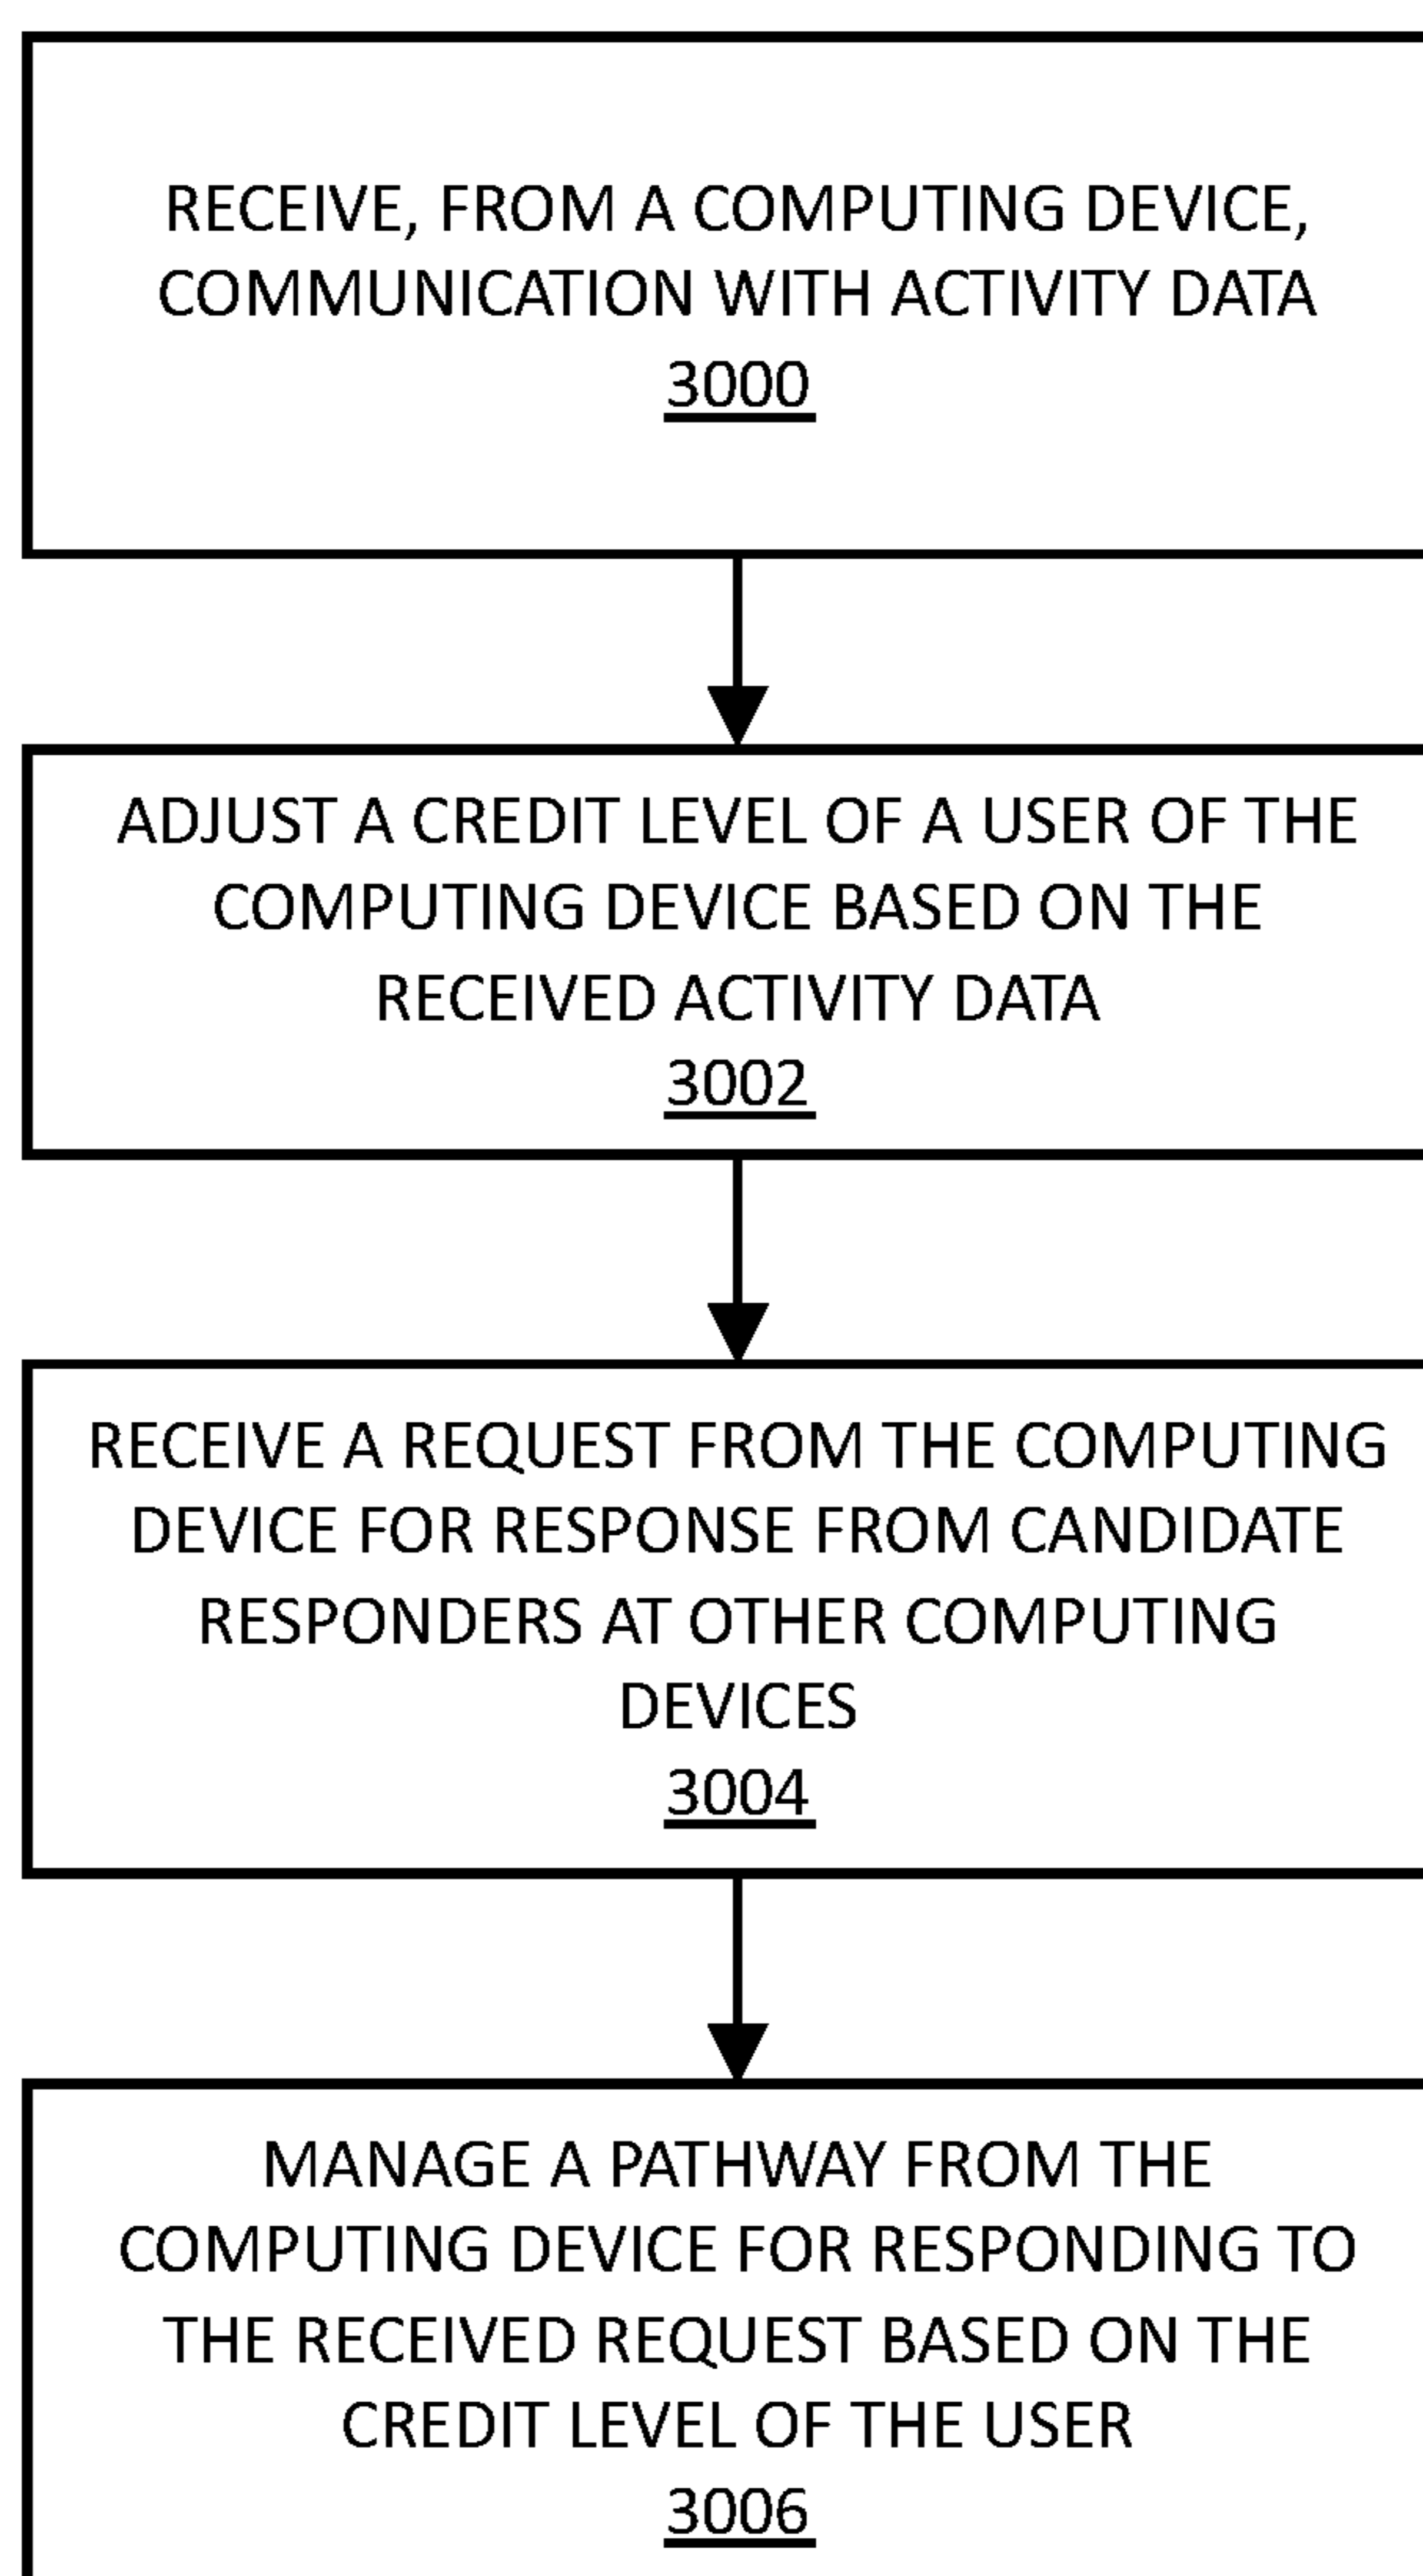 RECEIVE, FROM A COMPUTING DEVICE,
COMMUNICATION WITH ACTIVITY DATA
3000
ADJUST A CREDIT LEVEL OF A USER OF THE
COMPUTING DEVICE BASED ON THE
RECEIVED ACTIVITY DATA
3002
RECEIVE A REQUEST FROM THE COMPUTING
DEVICE FOR RESPONSE FROM CANDIDATE
RESPONDERS AT OTHER COMPUTING
DEVICES
3004
MANAGE A PATHWAY FROM THE
COMPUTING DEVICE FOR RESPONDING TO
THE RECEIVED REQUEST BASED ON THE
CREDIT LEVEL OF THE USER
3006